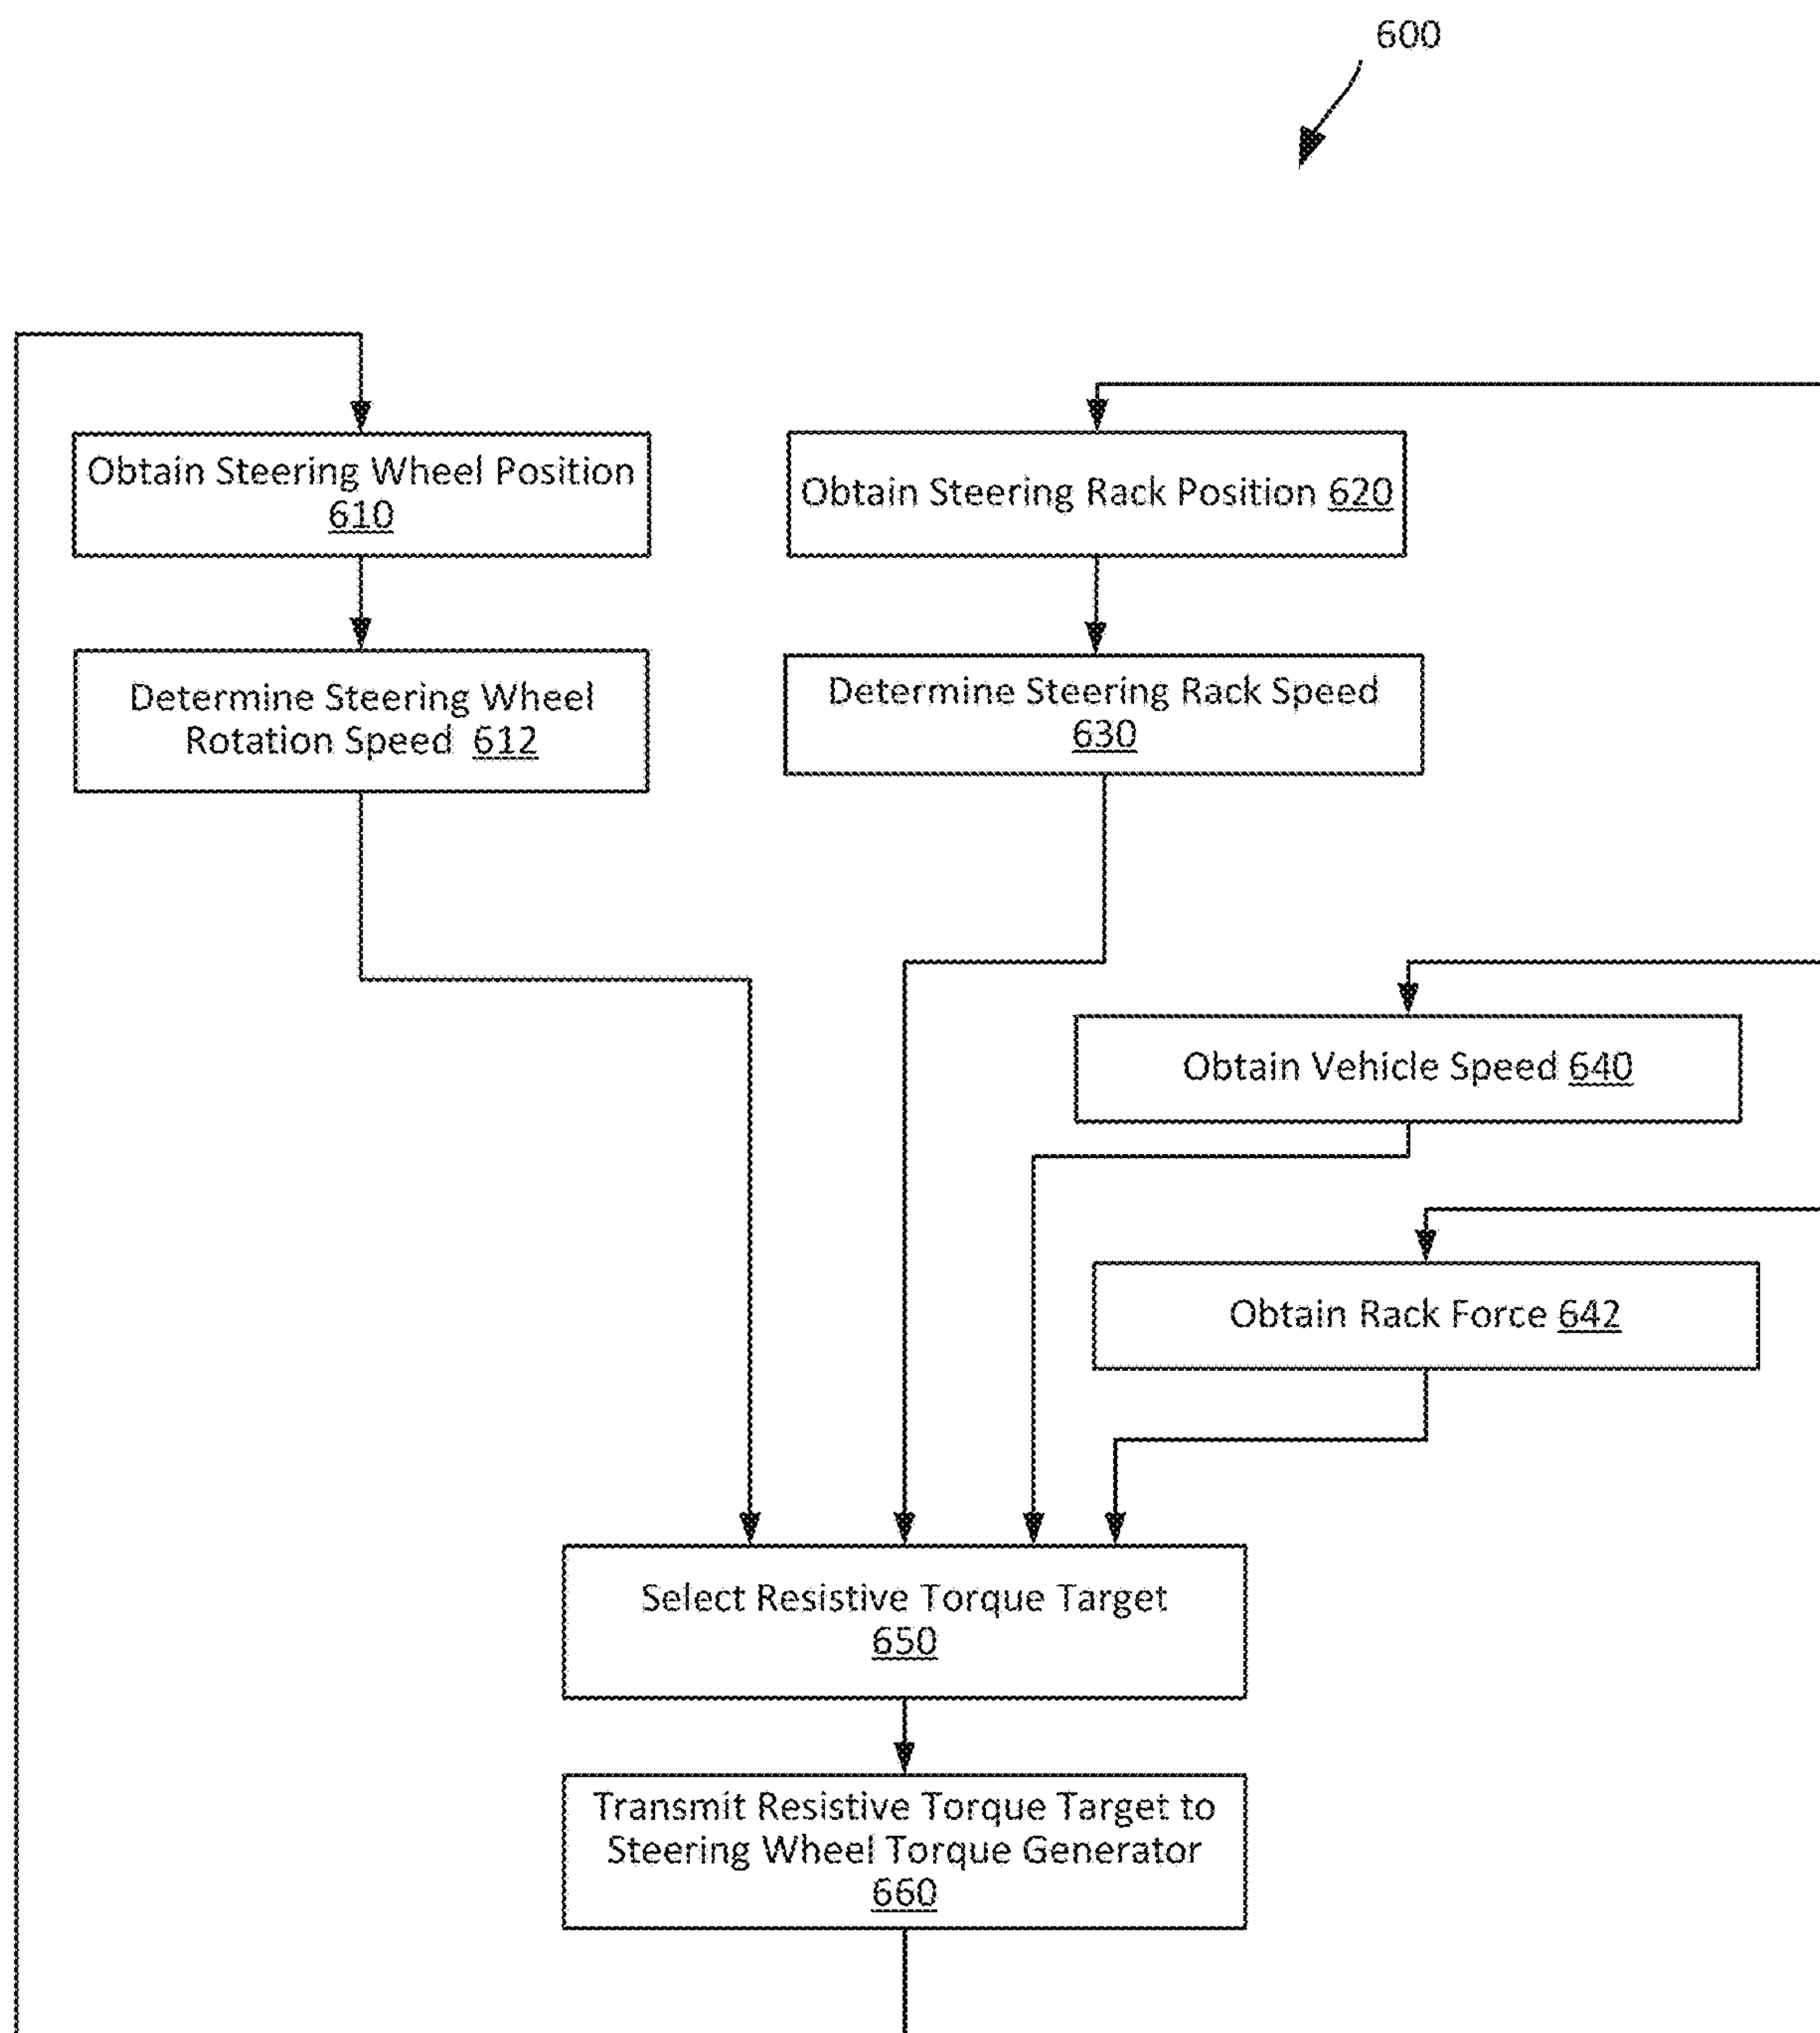 600
Obtain Steering Wheel Position
610
Obtain Steering Rack Position 620
Determine Steering Wheel
Rotation Speed 612
Determine Steering Rack Speed
630
Obtain Vehicle Speed 640
Obtain Rack Force 642
Select Resistive Torque Target
650
Transmit Resistive Torque Target to
Steering Wheel Torque Generator
660